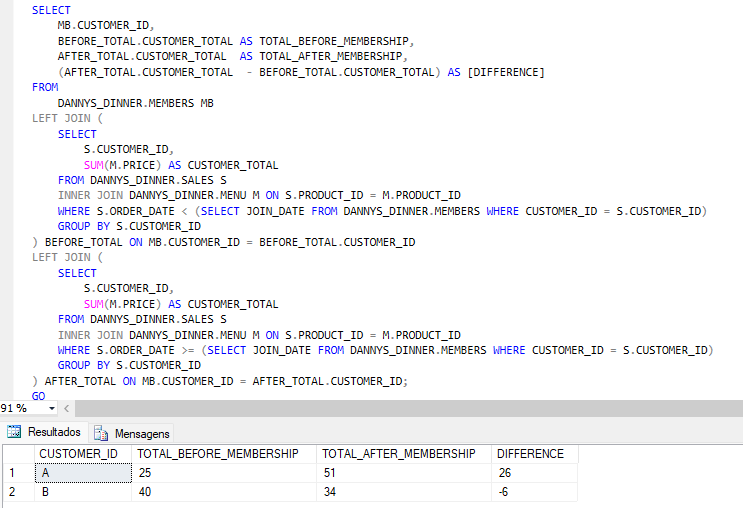 SELECT
MB.CUSTOMER_ID,
BEFORE_TOTAL.CUSTOMER_TOTAL AS TOTAL_BEFORE_MEMBERSHIP,
AFTER_TOTAL.CUSTOMER_TOTAL  AS TOTAL_AFTER_MEMBERSHIP,
(AFTER_TOTAL.CUSTOMER_TOTAL  - BEFORE_TOTAL.CUSTOMER_TOTAL) AS [DIFFERENCE]
FROM
DANNYS_DINNER.MEMBERS MB
LEFT JOIN (
SELECT
S.CUSTOMER_ID,
SUM(M.PRICE) AS CUSTOMER_TOTAL
FROM DANNYS_DINNER.SALES S
INNER JOIN DANNYS_DINNER.MENU M ON S.PRODUCT_ID = M.PRODUCT_ID
WHERE S.ORDER_DATE < (SELECT JOIN_DATE FROM DANNYS_DINNER.MEMBERS WHERE CUSTOMER_ID = S.CUSTOMER_ID)
GROUP BY S.CUSTOMER_ID
) BEFORE_TOTAL ON MB.CUSTOMER_ID = BEFORE_TOTAL.CUSTOMER_ID
LEFT JOIN (
SELECT
S.CUSTOMER_ID,
SUM(M.PRICE) AS CUSTOMER_TOTAL
FROM DANNYS_DINNER.SALES S
INNER JOIN DANNYS_DINNER.MENU M ON S.PRODUCT_ID = M.PRODUCT_ID
WHERE S.ORDER_DATE >= (SELECT JOIN_DATE FROM DANNYS_DINNER.MEMBERS WHERE CUSTOMER_ID = S.CUSTOMER_ID)
GROUP BY S.CUSTOMER_ID
) AFTER_TOTAL ON MB.CUSTOMER_ID = AFTER_TOTAL.CUSTOMER_ID;
GO
91 %
Resultados Mensagens
CUSTOMER_ID TOTAL_BEFORE_MEMBERSHIP TOTAL_AFTER_MEMBERSHIP DIFFERENCE
1 A 25 51 26
2 B 40 34 -6